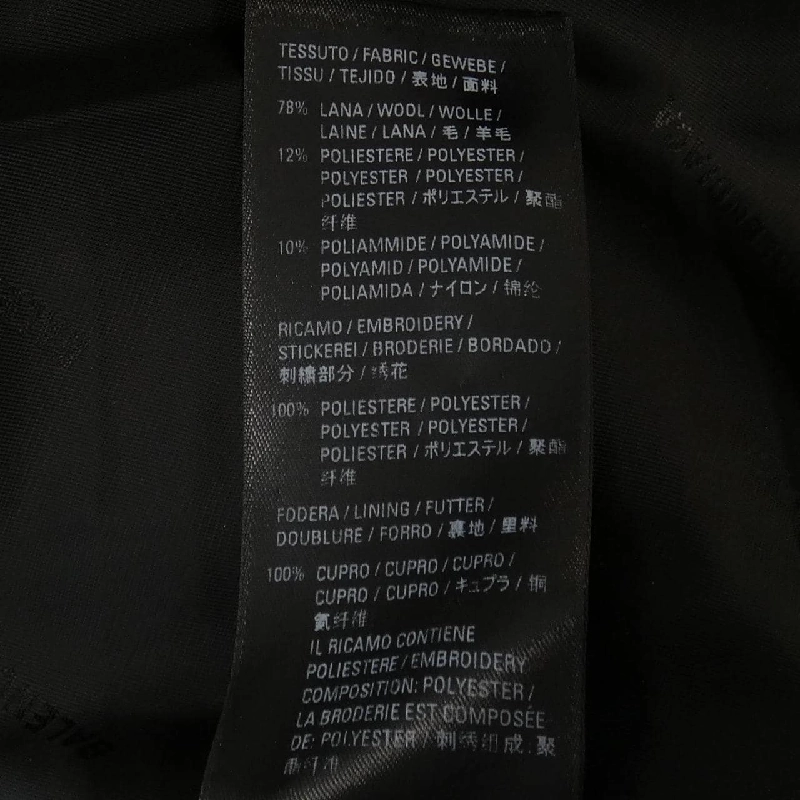 TESSUTO / FABRIC / GEWEBE /
TISSU / TEJIDO / 表地 / 面料
78% LANA / WOOL / WOLLE /
LAINE / LANA / 毛 / 羊毛
12% POLIESTERE / POLYESTER /
POLYESTER / POLYESTER /
POLIESTER / ポリエステル / 聚酯
纤维
10% POLIAMMIDE / POLYAMIDE /
POLYAMID / POLYAMIDE /
POLIAMIDA / ナイロン / 锦纶
RICAMO / EMBROIDERY /
STICKEREI / BRODERIE / BORDADO /
刺繍部分 / 绣花
100% POLIESTERE / POLYESTER /
POLYESTER / POLYESTER /
POLIESTER / ポリエステル / 聚酯
纤维
FODERA / LINING / FUTTER /
DOUBLURE / FORRO / 裏地 / 里料
100% CUPRO / CUPRO / CUPRO /
CUPRO / CUPRO / キュプラ / 铜
氨纤维
IL RICAMO CONTIENE
POLIESTERE / EMBROIDERY
COMPOSITION: POLYESTER /
LA BRODERIE EST COMPOSÉE
DE: POLYESTER / 刺绣组成: 聚
酯纤维